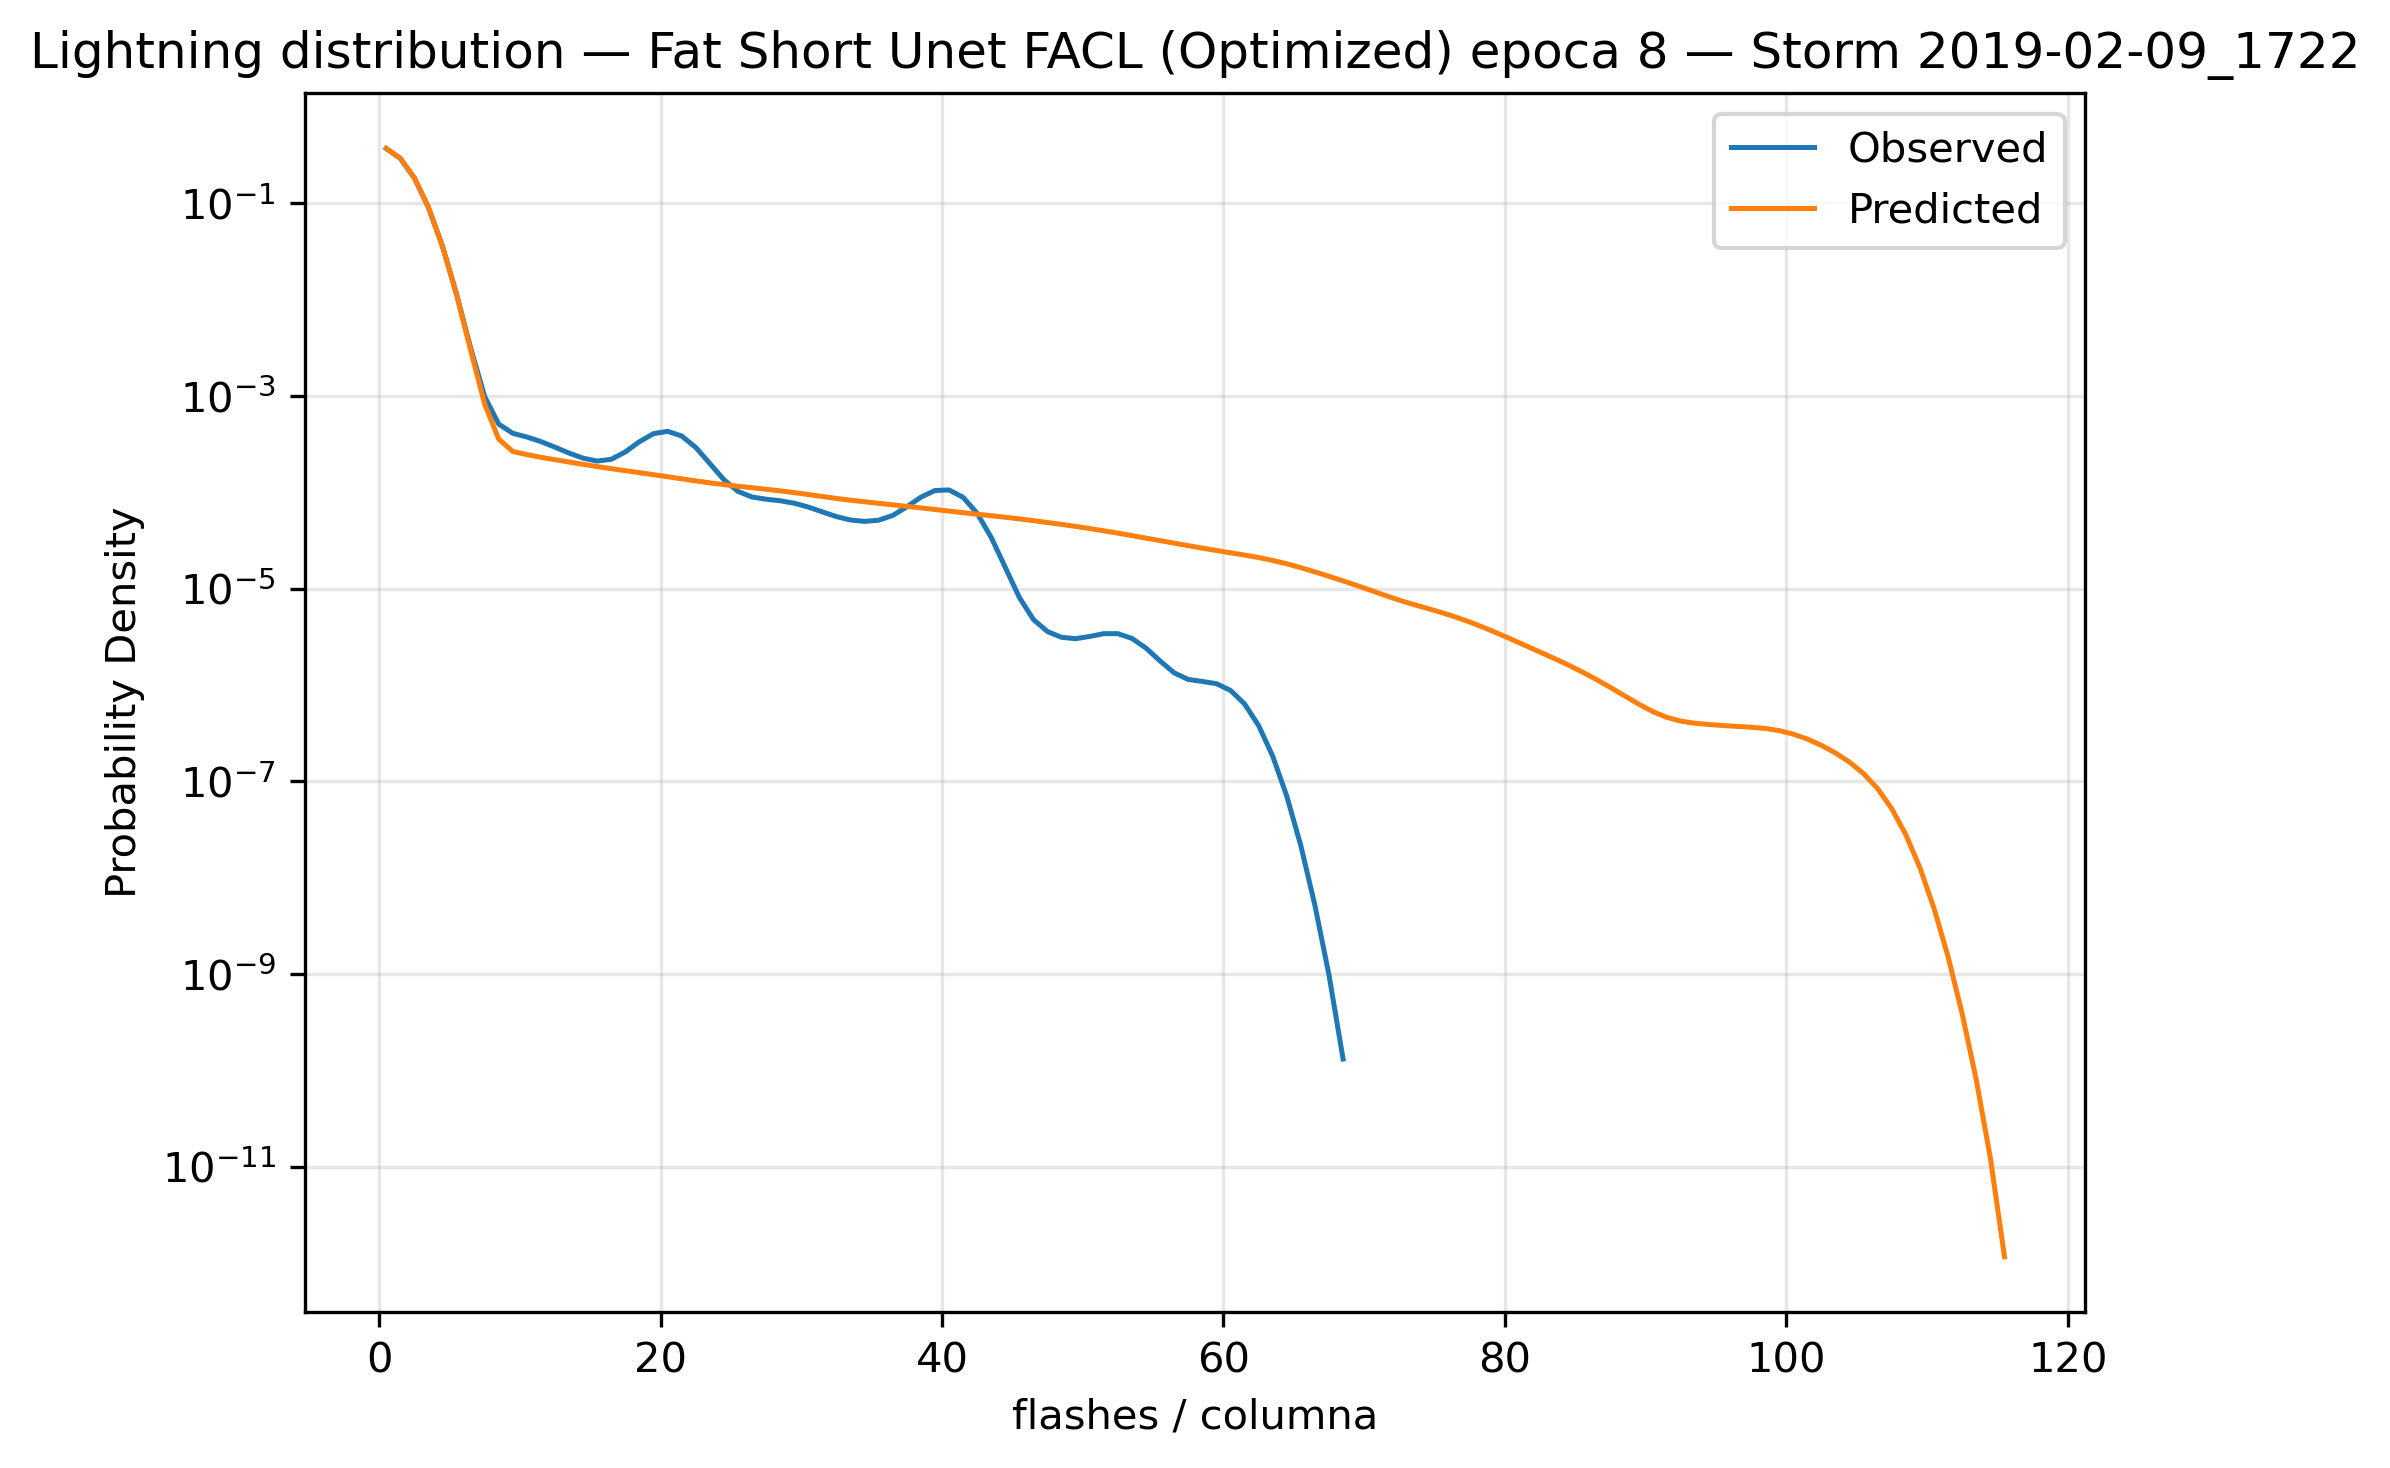 Lightning distribution — Fat Short Unet FACL (Optimized) epoca 8 — Storm 2019-02-09_1722
Observed
Predicted
Probability Density
10⁻¹
10⁻³
10⁻⁵
10⁻⁷
10⁻⁹
10⁻¹¹
0 20 40 60 80 100 120
flashes / columna